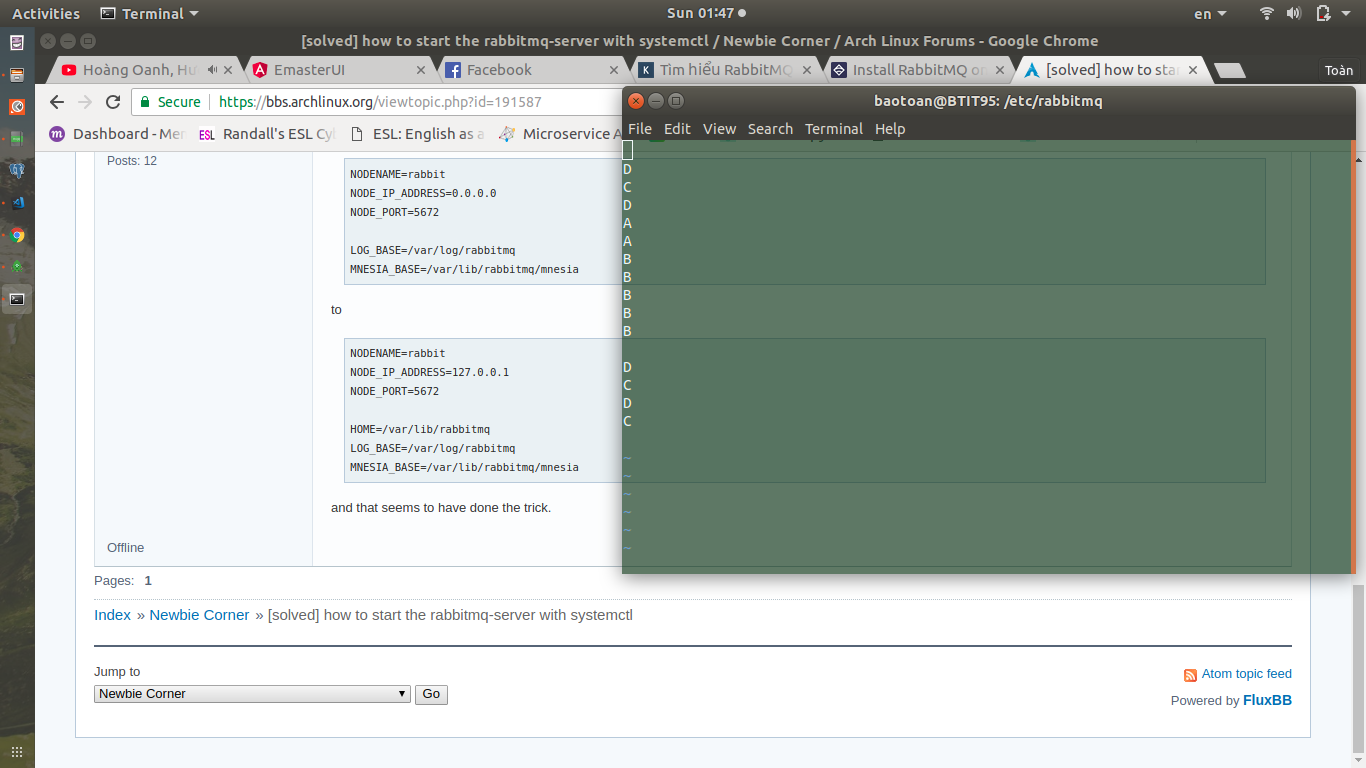 Activities
Terminal
Sun 01:47
en
[solved] how to start the rabbitmq-server with systemctl / Newbie Corner / Arch Linux Forums - Google Chrome
Hoàng Oanh,
EmasterUI
Facebook
Tìm hiểu RabbitMQ
Install RabbitMQ
[solved] how to
Toàn
Secure
https://bbs.archlinux.org/viewtopic.php?id=191587
Dashboard -
Randall's ESL
ESL: English as
Microservice
baotoan@BTIT95: /etc/rabbitmq
File Edit View Search Terminal Help
D
C
D
A
A
B
B
B
B
B
D
C
D
C
~
~
~
~
~
~
Posts: 12
NODENAME=rabbit
NODE_IP_ADDRESS=0.0.0.0
NODE_PORT=5672
LOG_BASE=/var/log/rabbitmq
MNESIA_BASE=/var/lib/rabbitmq/mnesia
to
NODENAME=rabbit
NODE_IP_ADDRESS=127.0.0.1
NODE_PORT=5672
HOME=/var/lib/rabbitmq
LOG_BASE=/var/log/rabbitmq
MNESIA_BASE=/var/lib/rabbitmq/mnesia
and that seems to have done the trick.
Offline
Pages: 1
Index » Newbie Corner » [solved] how to start the rabbitmq-server with systemctl
Jump to
Newbie Corner
Go
Atom topic feed
Powered by FluxBB